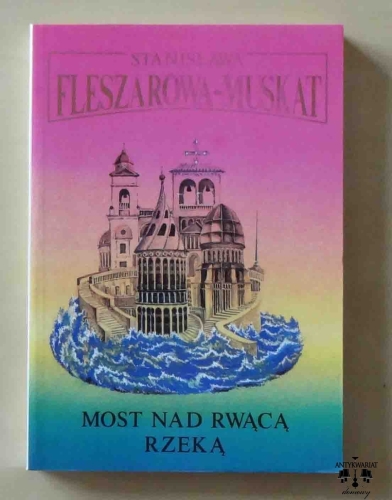 STANISŁAWA
FLESZAROWA-MUSKAT
MOST NAD RWĄCĄ
RZEKĄ
ANTYKWARIAT